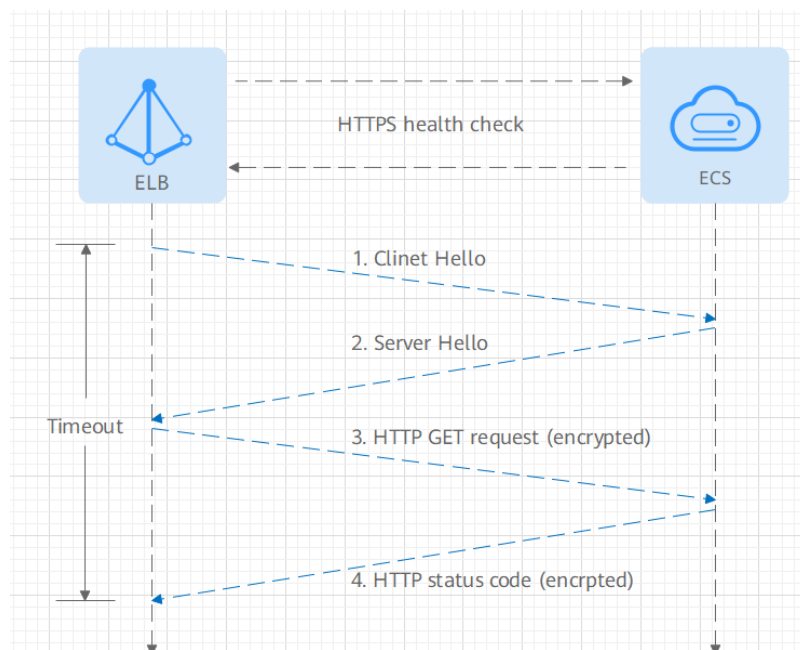 HTTPS health check
ELB
ECS
1. Clinet Hello
2. Server Hello
Timeout
3. HTTP GET request (encrypted)
4. HTTP status code (encrpted)